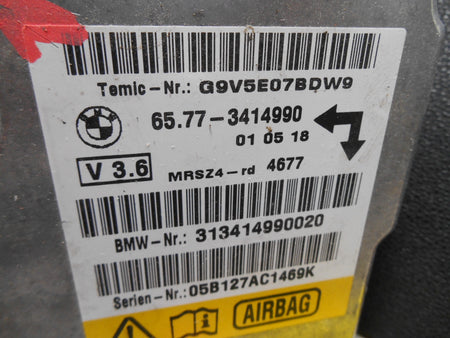 Temic-Nr.: G9V5E07BDW9
65.77-3414990
01 05 18
V 3.6 MRSZ4-rd 4677
BMW-Nr.: 313414990020
Serien-Nr.: 05B127AC1469K
AIRBAG